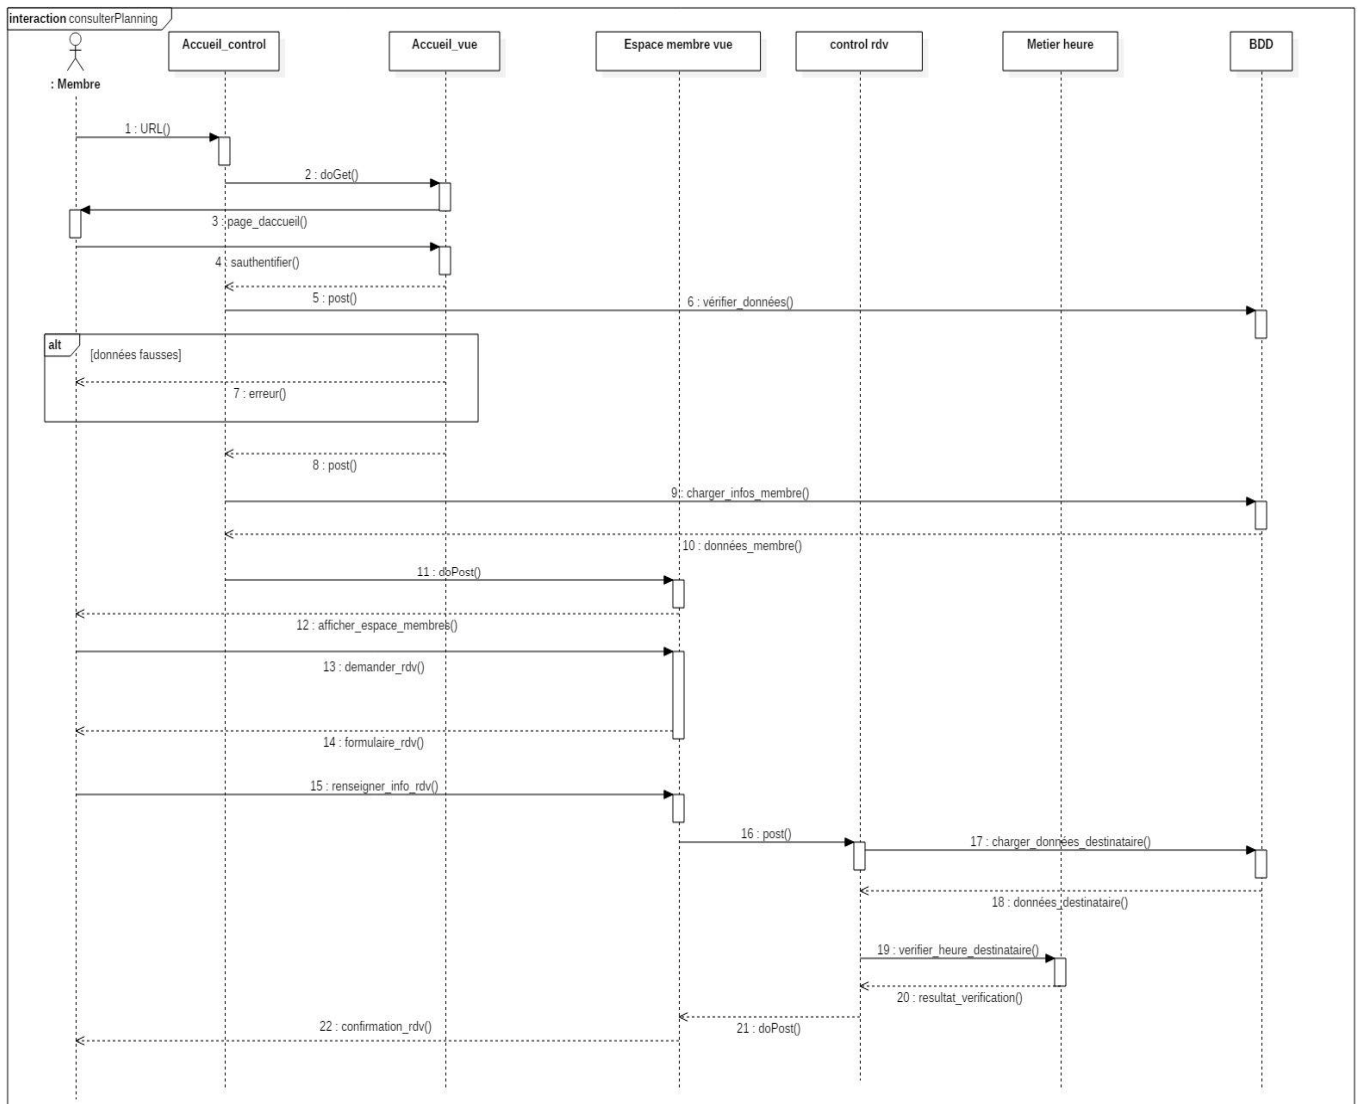 interaction consulterPlanning
Accueil_control
Accueil_vue
Espace membre vue
control rdv
Metier heure
BDD
: Membre
1 : URL()
2 : doGet()
3 : page_daccueil()
4 : sauthentifier()
5 : post()
6 : vérifier_données()
alt
[données fausses]
7 : erreur()
8 : post()
9 : charger_infos_membre()
10 : données_membre()
11 : doPost()
12 : afficher_espace_membres()
13 : demander_rdv()
14 : formulaire_rdv()
15 : renseigner_info_rdv()
16 : post()
17 : charger_données_destinataire()
18 : données_destinataire()
19 : verifier_heure_destinataire()
20 : resultat_verification()
21 : doPost()
22 : confirmation_rdv()